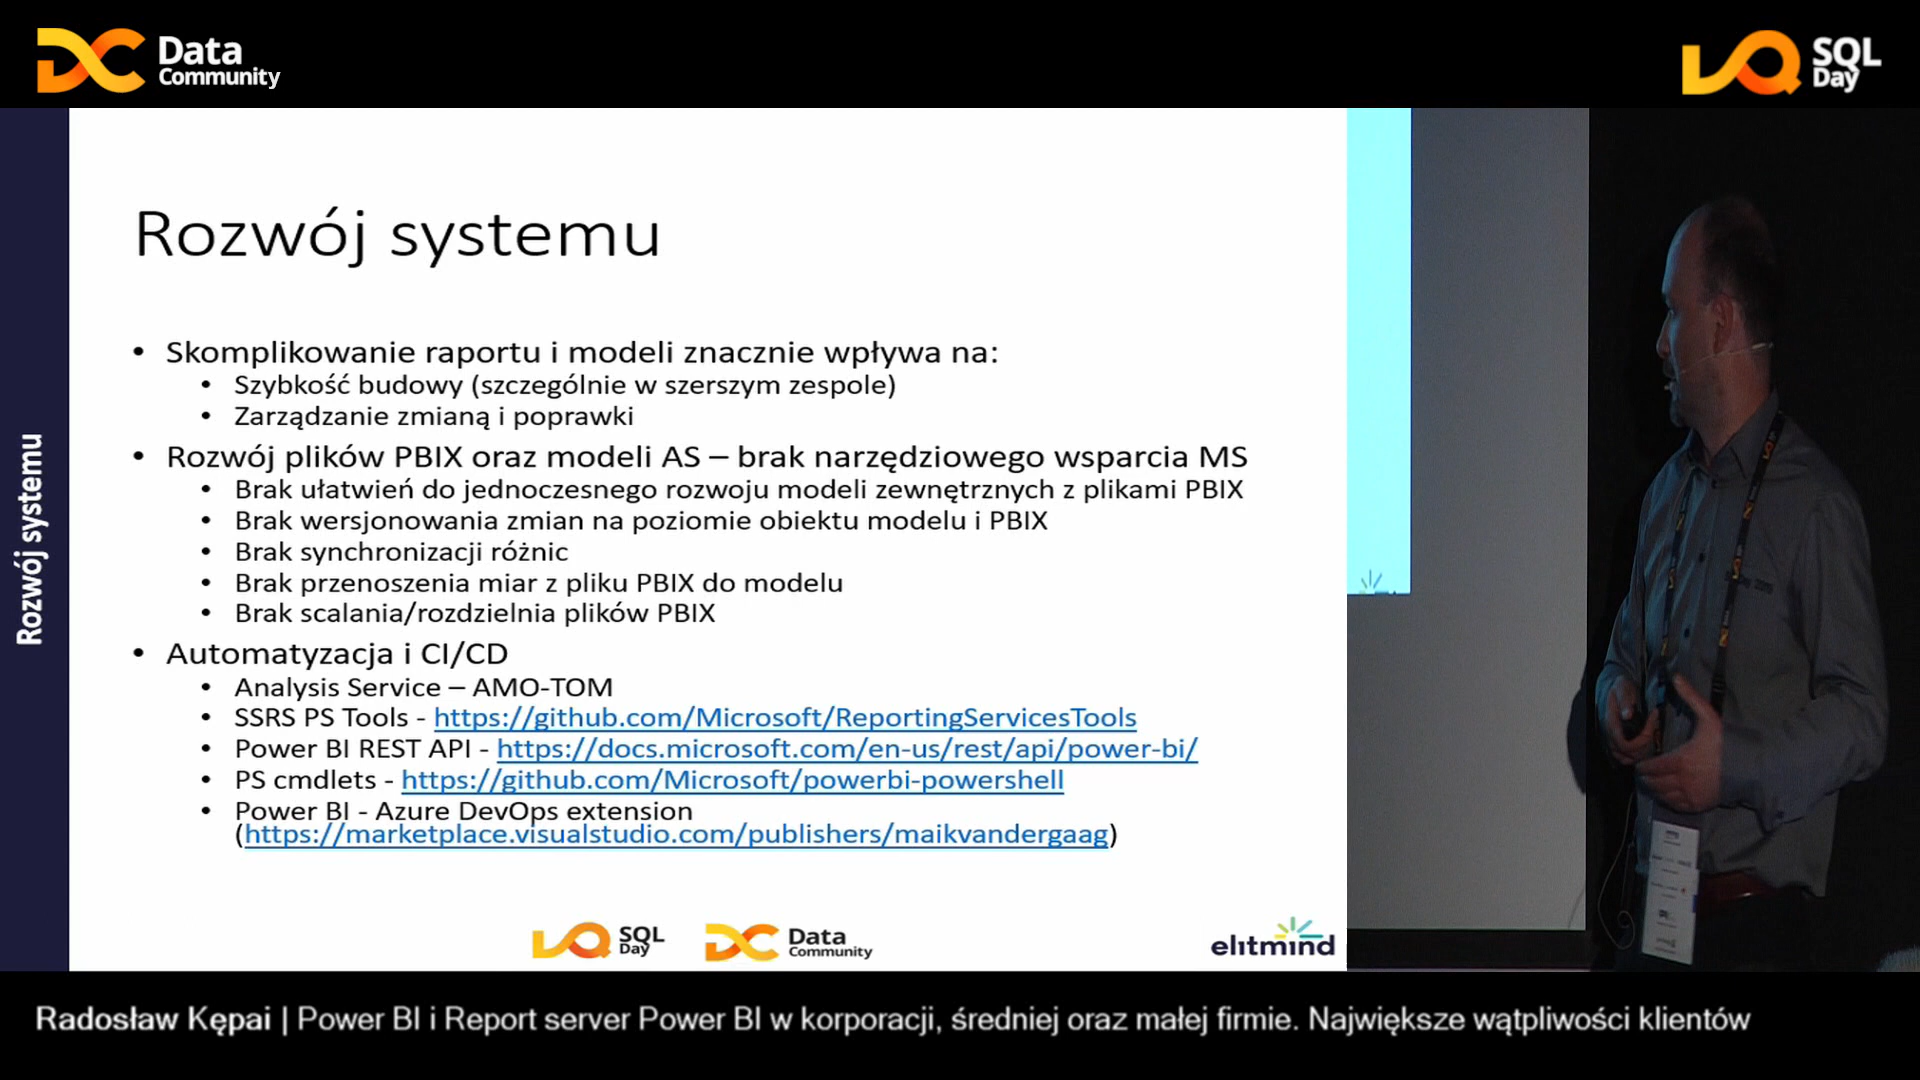 Data
Community
SQL
Day
Rozwój systemu
Rozwój systemu
• Skomplikowanie raportu i modeli znacznie wpływa na:
• Szybkość budowy (szczególnie w szerszym zespole)
• Zarządzanie zmianą i poprawki
• Rozwój plików PBIX oraz modeli AS – brak narzędziowego wsparcia MS
• Brak ułatwień do jednoczesnego rozwoju modeli zewnętrznych z plikami PBIX
• Brak wersjonowania zmian na poziomie obiektu modelu i PBIX
• Brak synchronizacji różnic
• Brak przenoszenia miar z pliku PBIX do modelu
• Brak scalania/rozdzielnia plików PBIX
• Automatyzacja i CI/CD
• Analysis Service – AMO-TOM
• SSRS PS Tools - https://github.com/Microsoft/ReportingServicesTools
• Power BI REST API - https://docs.microsoft.com/en-us/rest/api/power-bi/
• PS cmdlets - https://github.com/Microsoft/powerbi-powershell
• Power BI - Azure DevOps extension
(https://marketplace.visualstudio.com/publishers/maikvandergaag)
SQL
Day
Data
Community
elitmind
Radosław Kępai | Power BI i Report server Power BI w korporacji, średniej oraz małej firmie. Największe wątpliwości klientów